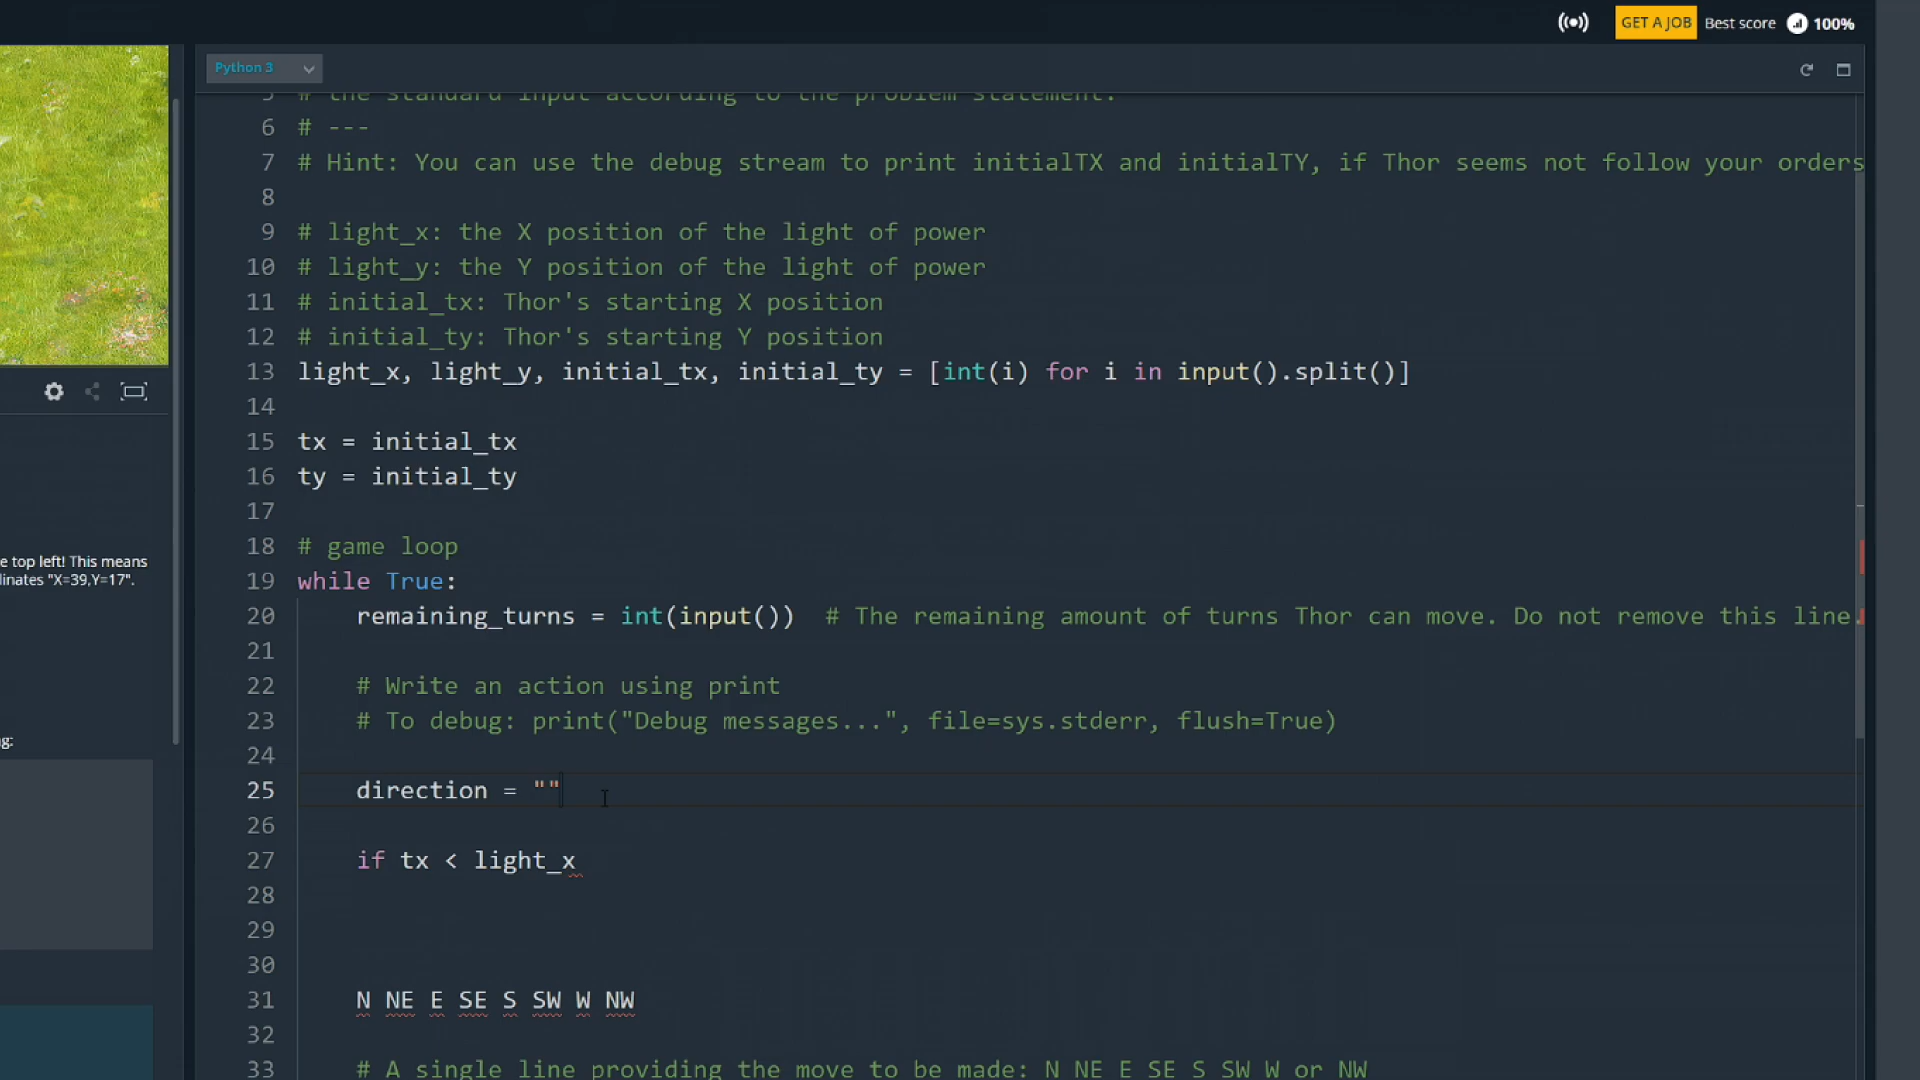 GET A JOB Best score 100%
Python 3
5 # the standard input according to the problem statement.
6 # ---
7 # Hint: You can use the debug stream to print initialTX and initialTY, if Thor seems not follow your orders
8
9 # light_x: the X position of the light of power
10 # light_y: the Y position of the light of power
11 # initial_tx: Thor's starting X position
12 # initial_ty: Thor's starting Y position
13 light_x, light_y, initial_tx, initial_ty = [int(i) for i in input().split()]
14
15 tx = initial_tx
16 ty = initial_ty
17
18 # game loop
19 while True:
20 remaining_turns = int(input()) # The remaining amount of turns Thor can move. Do not remove this line.
21
22 # Write an action using print
23 # To debug: print("Debug messages...", file=sys.stderr, flush=True)
24
25 direction = ""
26
27 if tx < light_x
28
29
30
31 N NE E SE S SW W NW
32
33 # A single line providing the move to be made: N NE E SE S SW W or NW
e top left! This means
linates "X=39,Y=17".
g: